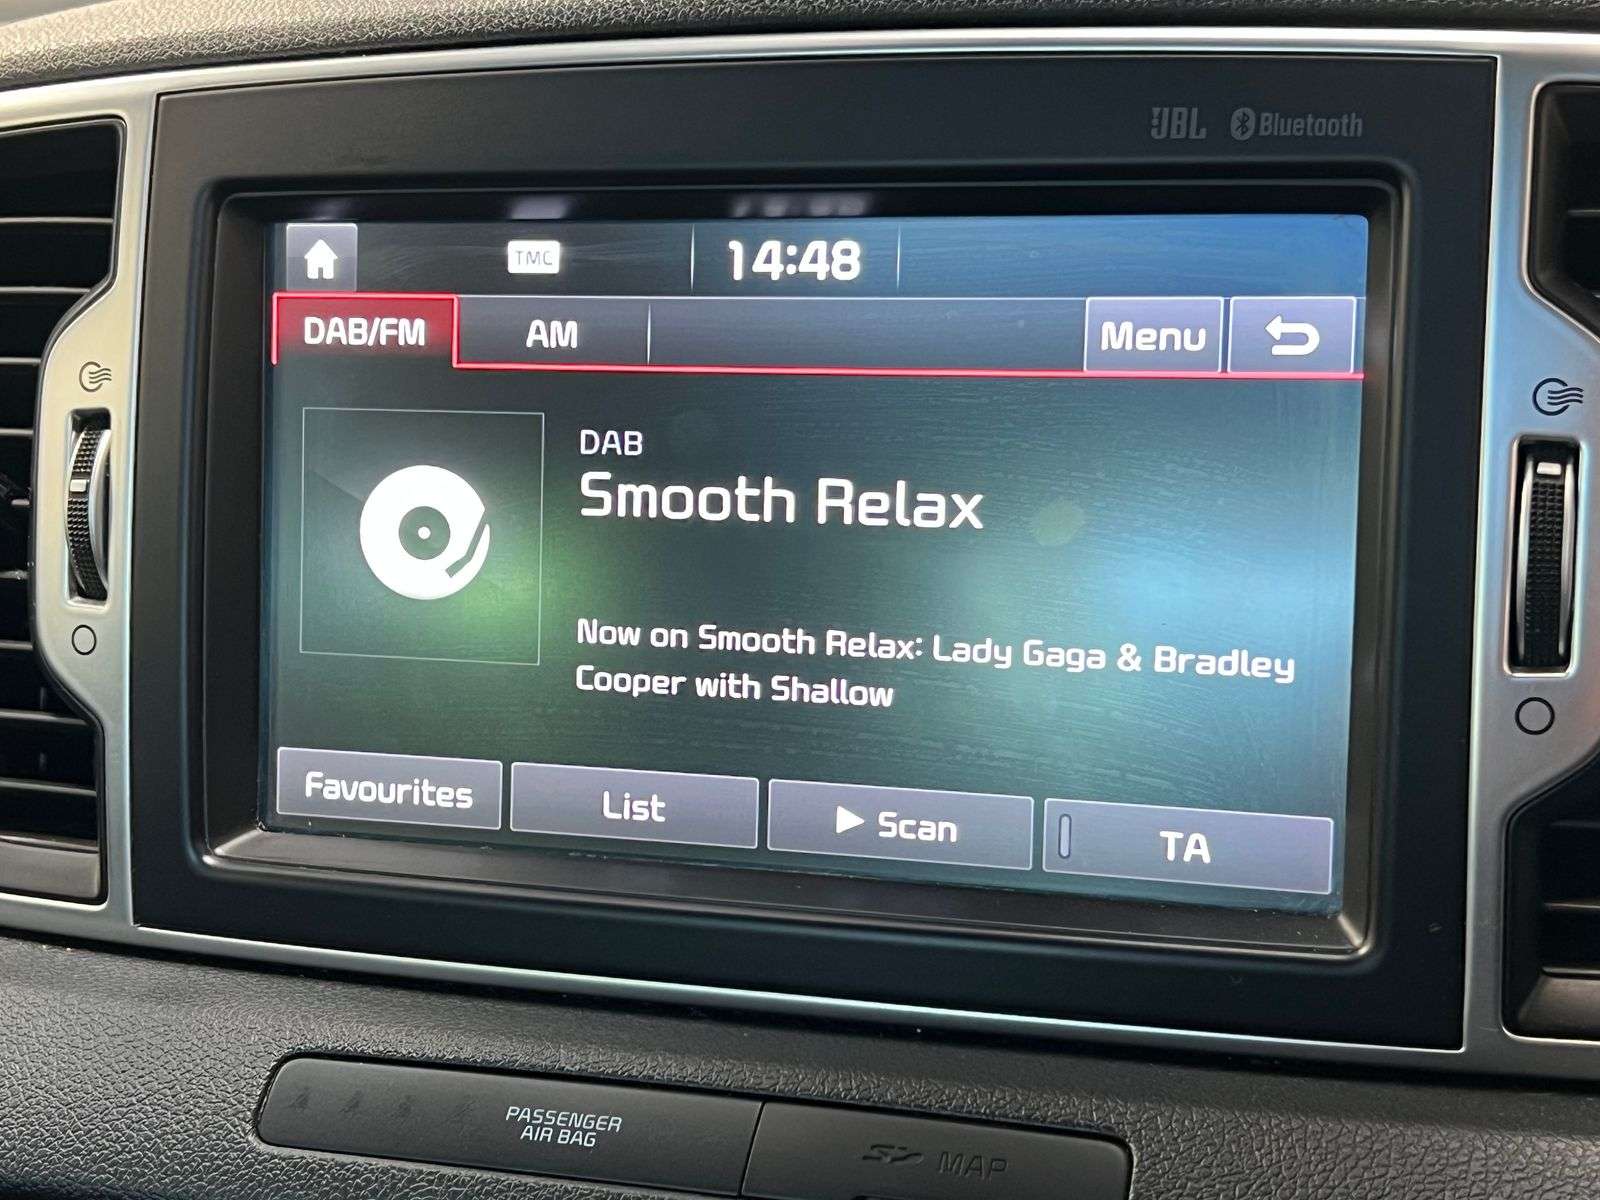 JBL Bluetooth
TMC 14:48
DAB/FM AM Menu
DAB
Smooth Relax
Now on Smooth Relax: Lady Gaga & Bradley
Cooper with Shallow
Favourites List Scan TA
PASSENGER
AIR BAG
SD MAP